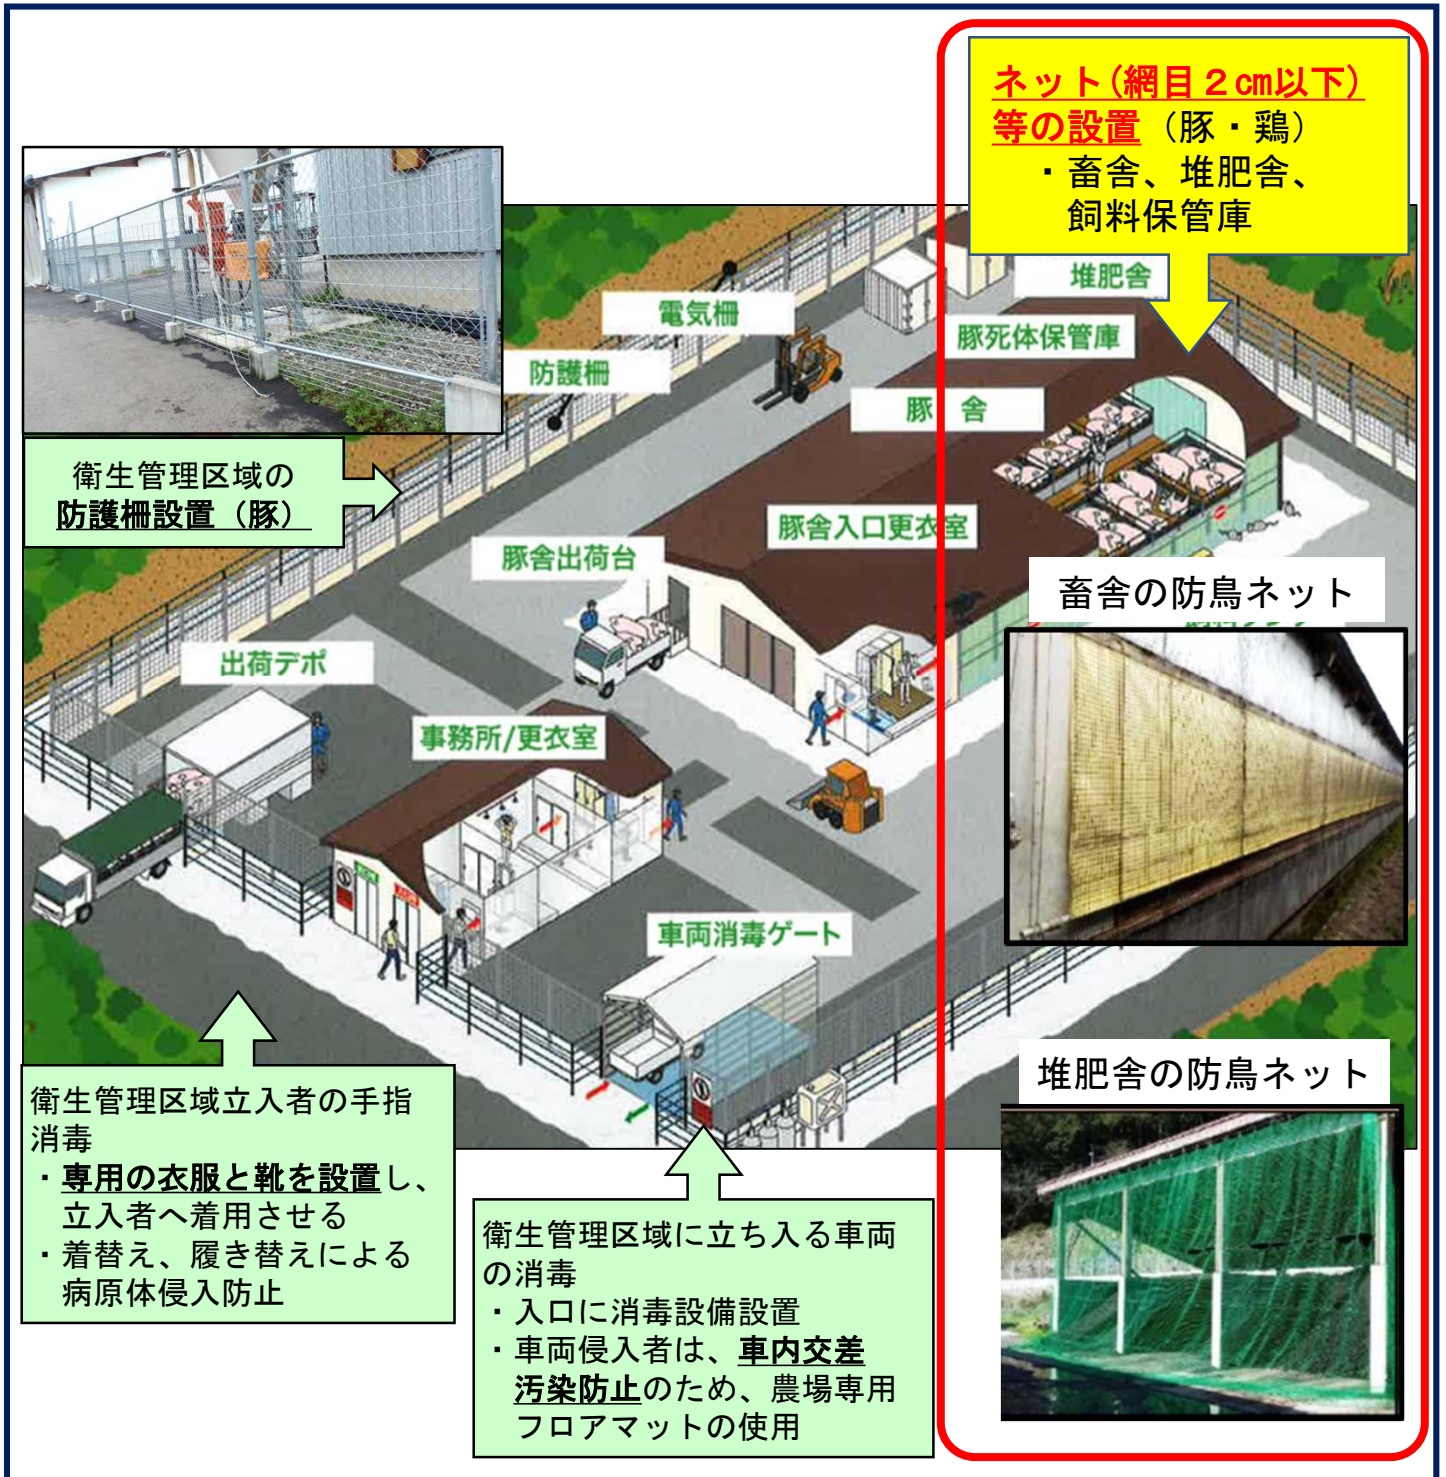 ネット(網目２㎝以下)
等の設置（豚・鶏）
・畜舎、堆肥舎、
飼料保管庫
堆肥舎
電気柵
豚死体保管庫
防護柵
豚　舎
衛生管理区域の
防護柵設置（豚）
豚舎入口更衣室
豚舎出荷台
畜舎の防鳥ネット
出荷デポ
事務所/更衣室
車両消毒ゲート
堆肥舎の防鳥ネット
衛生管理区域立入者の手指
消毒
・専用の衣服と靴を設置し、
立入者へ着用させる
・着替え、履き替えによる
病原体侵入防止
衛生管理区域に立ち入る車両
の消毒
・入口に消毒設備設置
・車両侵入者は、車内交差
汚染防止のため、農場専用
フロアマットの使用